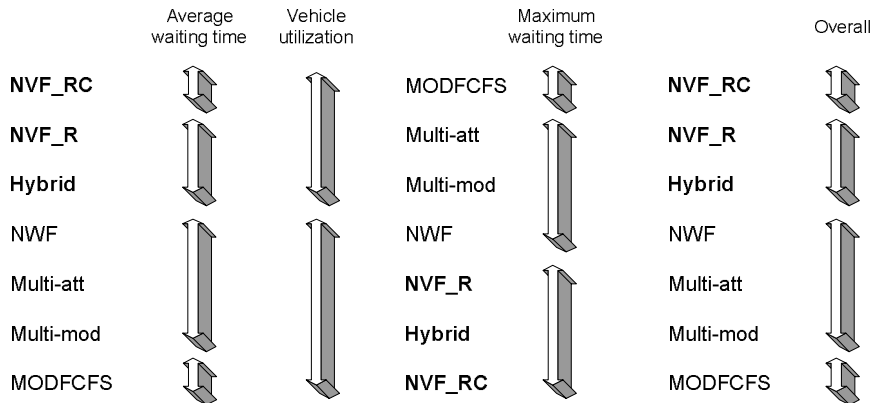 Average waiting time
Vehicle utilization
Maximum waiting time
Overall
NVF_RC
MODFCFS
NVF_RC
NVF_R
Multi-att
NVF_R
Hybrid
Multi-mod
Hybrid
NWF
NWF
NWF
Multi-att
NVF_R
Multi-att
Multi-mod
Hybrid
Multi-mod
MODFCFS
NVF_RC
MODFCFS